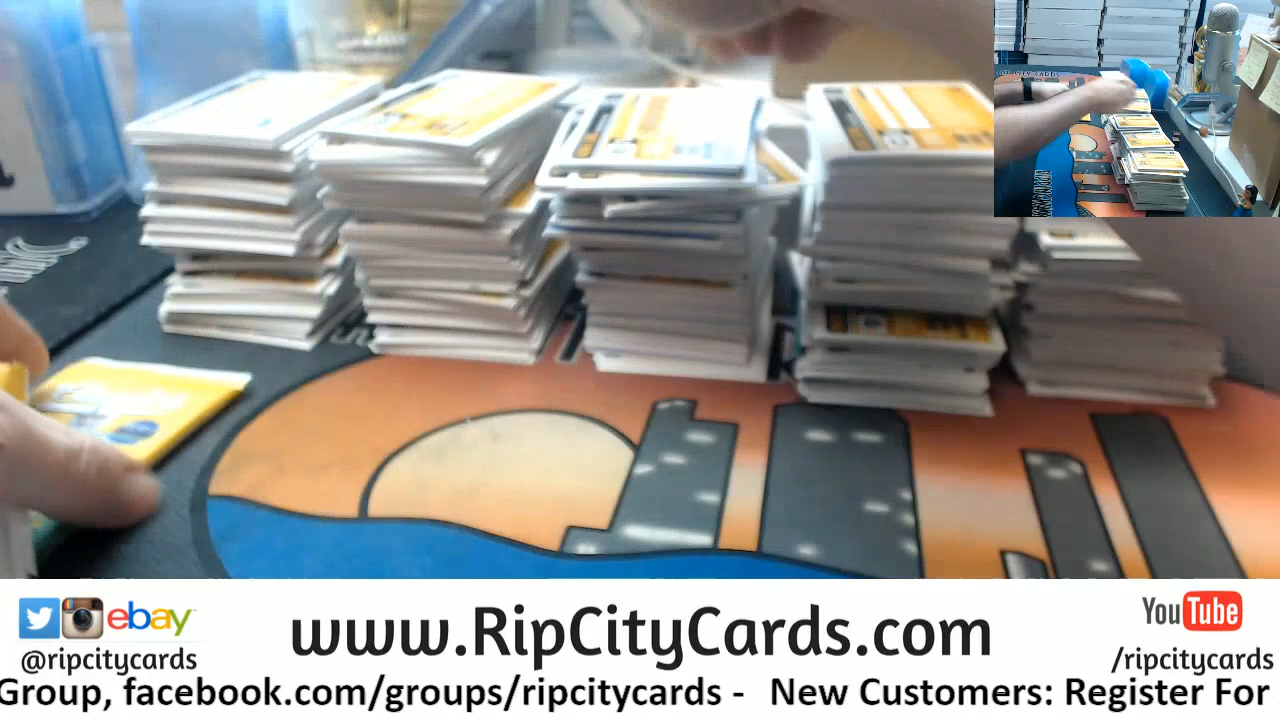 ebay
@ripcitycards
www.RipCityCards.com
YouTube
/ripcitycards
Group, facebook.com/groups/ripcitycards - New Customers: Register For